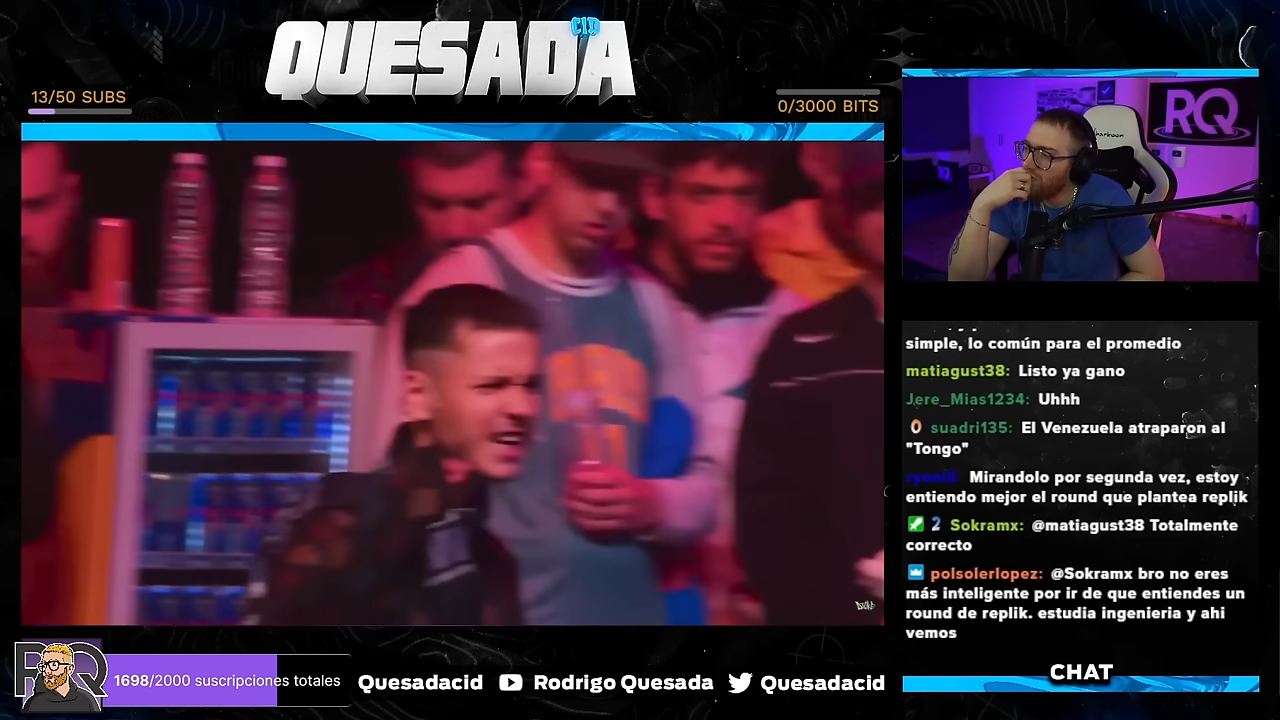 QUESADA
CID
13/50 SUBS
0/3000 BITS
RQ
simple, lo común para el promedio
matiagust38: Listo ya gano
Jere_Mias1234: Uhhh
suadri135: El Venezuela atraparon al
"Tongo"
Mirandolo por segunda vez, estoy
entiendo mejor el round que plantea replik
2 Sokramx: @matiagust38 Totalmente
correcto
polsolerlopez: @Sokramx bro no eres
más inteligente por ir de que entiendes un
round de replik. estudia ingenieria y ahi
vemos
CHAT
RQ
1698/2000 suscripciones totales
Quesadacid
Rodrigo Quesada
Quesadacid